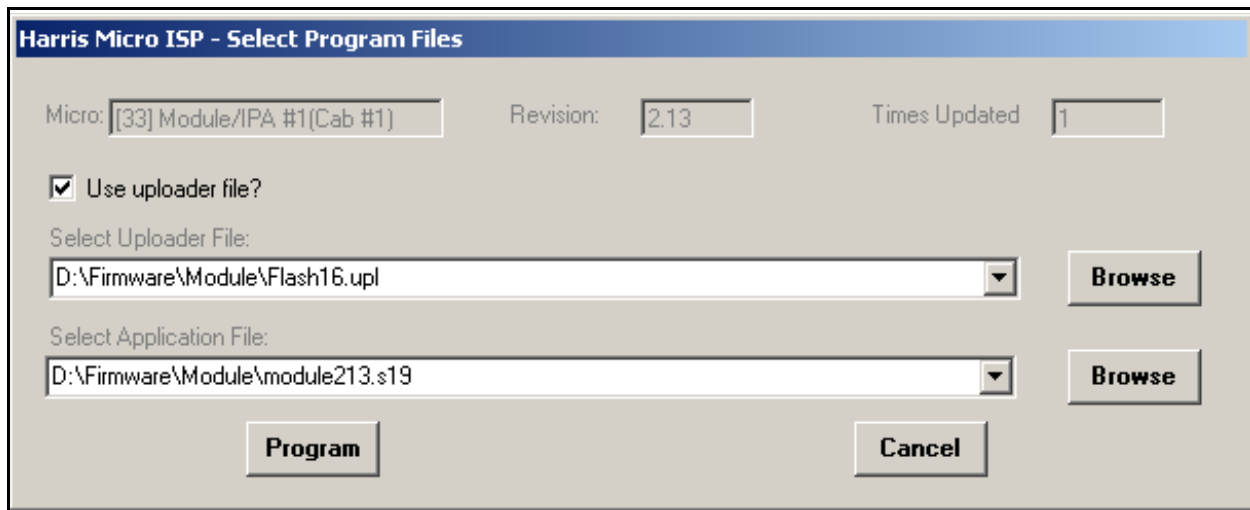 Harris Micro ISP - Select Program Files
Micro: [33] Module/IPA #1(Cab #1) Revision: 2.13 Times Updated 1
Use uploader file?
Select Uploader File:
D:\Firmware\Module\Flash16.upl Browse
Select Application File:
D:\Firmware\Module\module213.s19 Browse
Program Cancel